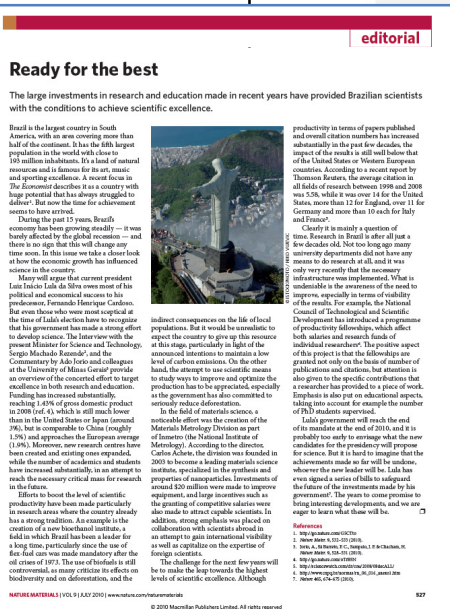 editorial
Ready for the best
The large investments in research and education made in recent years have provided Brazilian scientists
with the conditions to achieve scientific excellence.
Brazil is the largest country in South
America, with an area covering more than
half of the continent. It has the fifth largest
population in the world with close to
193 million inhabitants. It's a land of natural
resources and is famous for its art, music
and sporting excellence. A recent focus in
The Economist describes it as a country with
huge potential that has always struggled to
deliver¹. But now the time for achievement
seems to have arrived.
During the past 15 years, Brazil's
economy has been growing steadily — it was
barely affected by the global recession — and
there is no sign that this will change any
time soon. In this issue we take a closer look
at how the economic growth has influenced
science in the country.
Many will argue that current president
Luiz Inácio Lula da Silva owes most of his
political and economical success to his
predecessor, Fernando Henrique Cardoso.
But even those who were most sceptical at
the time of Lula's election have to recognize
that his government has made a strong effort
to develop science. The Interview with the
present Minister for Science and Technology,
Sergio Machado Rezende², and the
Commentary by Ado Jorio and colleagues
at the University of Minas Gerais³ provide
an overview of the concerted effort to target
excellence in both research and education.
Funding has increased substantially,
reaching 1.43% of gross domestic product
in 2008 (ref. 4), which is still much lower
than in the United States or Japan (around
3%), but is comparable to China (roughly
1.5%) and approaches the European average
(1.9%). Moreover, new research centres have
been created and existing ones expanded,
while the number of academics and students
have increased substantially, in an attempt to
reach the necessary critical mass for research
in the future.
Efforts to boost the level of scientific
productivity have been made particularly
in research areas where the country already
has a strong tradition. An example is the
creation of a new bioethanol institute, a
field in which Brazil has been a leader for
a long time, particularly since the use of
flex-fuel cars was made mandatory after the
oil crises of 1973. The use of biofuels is still
controversial, as many criticize its effects on
biodiversity and on deforestation, and the
© ISTOCKPHOTO /
indirect consequences on the life of local
populations. But it would be unrealistic to
expect the country to give up this resource
at this stage, particularly in light of the
announced intentions to maintain a low
level of carbon emissions. On the other
hand, the attempt to use scientific means
to study ways to improve and optimize the
production has to be appreciated, especially
as the government has also committed to
seriously reduce deforestation.
In the field of materials science, a
noticeable effort was the creation of the
Materials Metrology Division as part
of Inmetro (the National Institute of
Metrology). According to the director,
Carlos Achete, the division was founded in
2003 to become a leading materials science
institute, specialized in the synthesis and
properties of nanoparticles. Investments of
around $20 million were made to improve
equipment, and large incentives such as
the granting of competitive salaries were
also made to attract capable scientists. In
addition, strong emphasis was placed on
collaboration with scientists abroad in
an attempt to gain international visibility
as well as capitalize on the expertise of
foreign scientists.
The challenge for the next few years will
be to make the leap towards the highest
levels of scientific excellence. Although
productivity in terms of papers published
and overall citation numbers has increased
substantially in the past few decades, the
impact of the results is still well below that
of the United States or Western European
countries. According to a recent report by
Thomson Reuters, the average citation in
all fields of research between 1998 and 2008
was 5.58, while it was over 14 for the United
States, more than 12 for England, over 11 for
Germany and more than 10 each for Italy
and France⁵.
Clearly it is mainly a question of
time. Research in Brazil is after all just a
few decades old. Not too long ago many
university departments did not have any
means to do research at all, and it was
only very recently that the necessary
infrastructure was implemented. What is
undeniable is the awareness of the need to
improve, especially in terms of visibility
of the results. For example, the National
Council of Technological and Scientific
Development has introduced a programme
of productivity fellowships, which affect
both salaries and research funds of
individual researchers⁶. The positive aspect
of this project is that the fellowships are
granted not only on the basis of number of
publications and citations, but attention is
also given to the specific contributions that
a researcher has provided to a piece of work.
Emphasis is also put on educational aspects,
taking into account for example the number
of PhD students supervised.
Lula's government will reach the end
of its mandate at the end of 2010, and it is
probably too early to envisage what the new
candidates for the presidency will propose
for science. But it is hard to imagine that the
achievements made so far will be undone,
whoever the new leader will be. Lula has
even signed a series of bills to safeguard
the future of the investments made by his
government⁷. The years to come promise to
bring interesting developments, and we are
eager to learn what these will be.
References
2. Nature Mater. 9, 532–533 (2010).
3. Jorio, A., Sá Barreto, F. C., Sampaio, J. F. & Chacham, H.
Nature Mater. 9, 528–531 (2010).
7. Nature 465, 674–675 (2010).
NATURE MATERIALS | VOL 9 | JULY 2010 | www.nature.com/naturematerials
527
© 2010 Macmillan Publishers Limited. All rights reserved